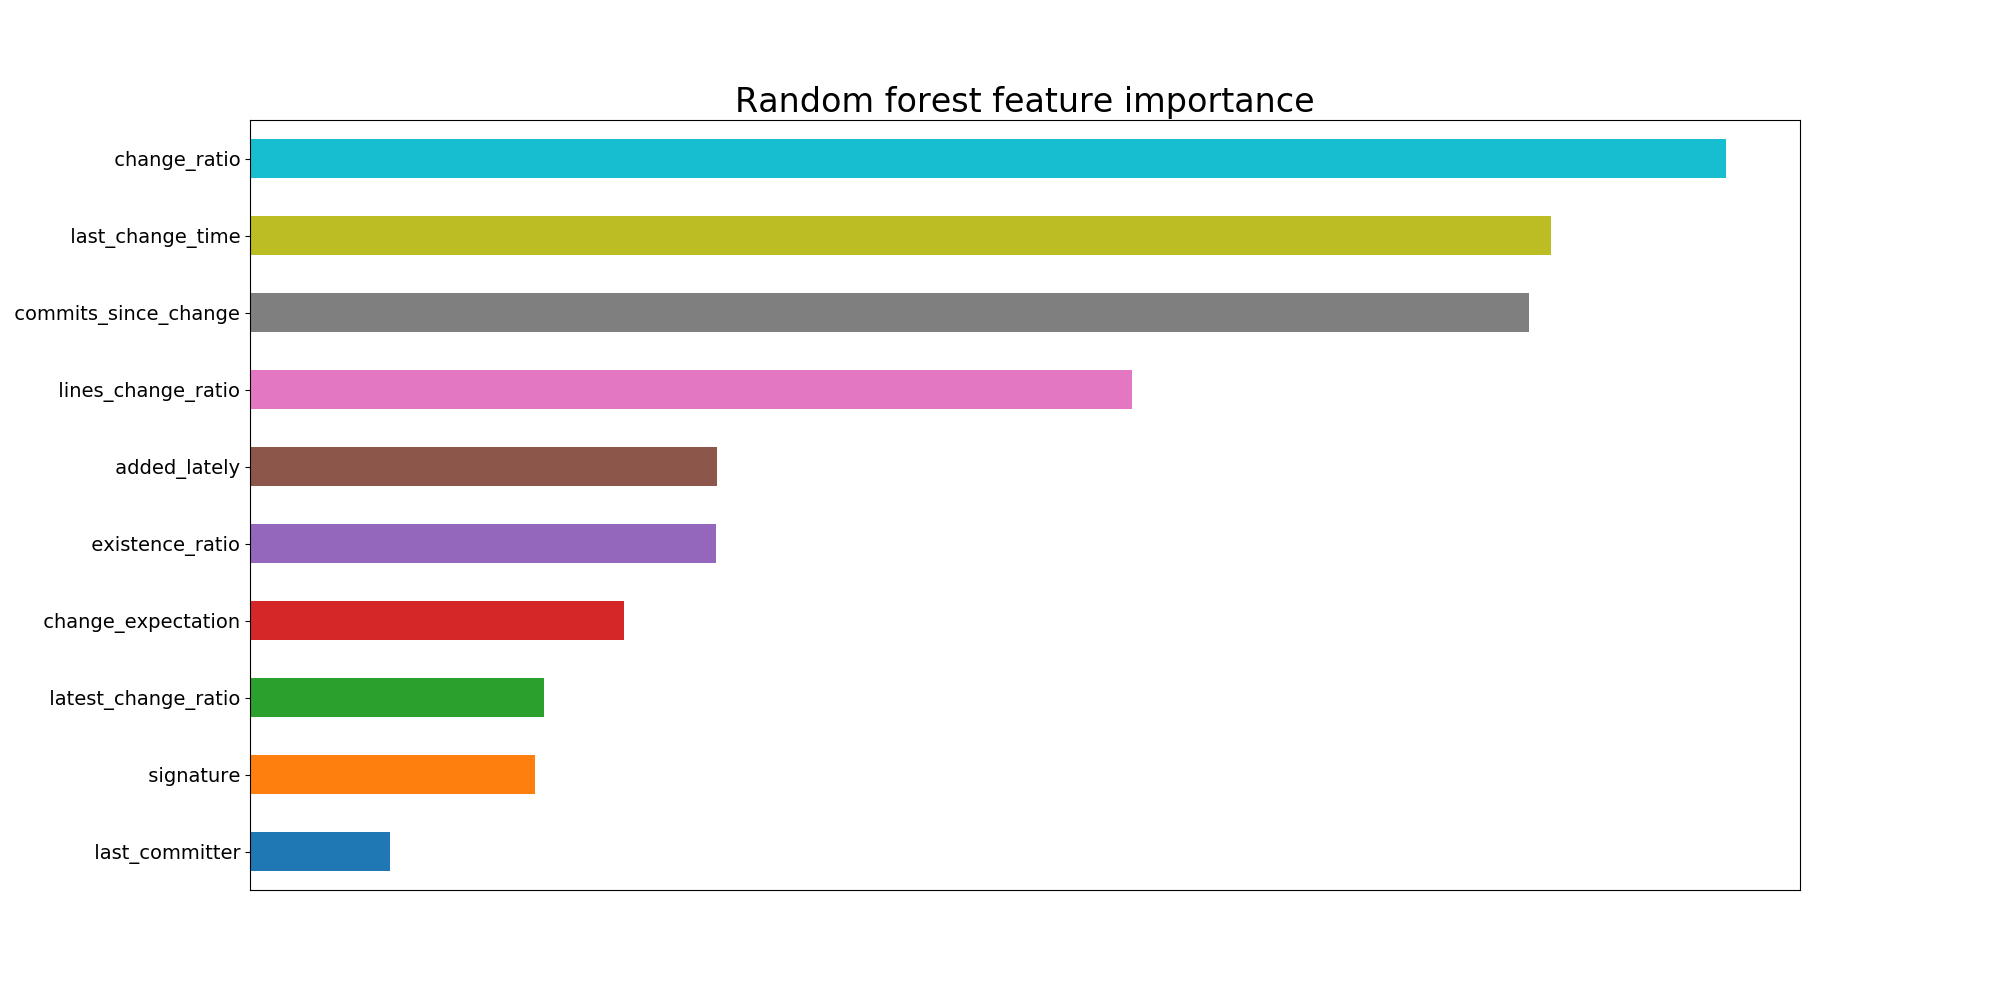 Random forest feature importance
change_ratio
last_change_time
commits_since_change
lines_change_ratio
added_lately
existence_ratio
change_expectation
latest_change_ratio
signature
last_committer